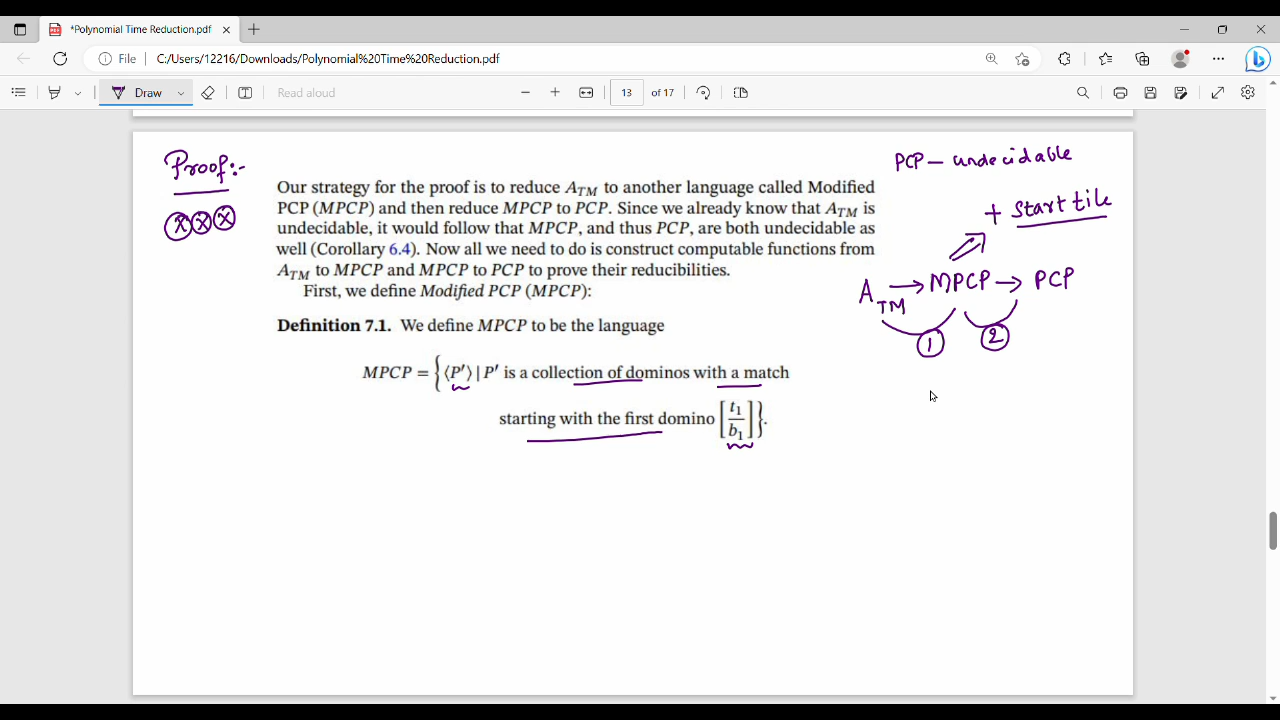 *Polynomial Time Reduction.pdf
File
C:/Users/12216/Downloads/Polynomial%20Time%20Reduction.pdf
Draw
Read aloud
13 of 17
Proof:-
PCP – undecidable
+ Start tile
Our strategy for the proof is to reduce A_TM to another language called Modified
PCP (MPCP) and then reduce MPCP to PCP. Since we already know that A_TM is
undecidable, it would follow that MPCP, and thus PCP, are both undecidable as
well (Corollary 6.4). Now all we need to do is construct computable functions from
A_TM to MPCP and MPCP to PCP to prove their reducibilities.
First, we define Modified PCP (MPCP):
A_TM → MPCP → PCP
① ②
Definition 7.1. We define MPCP to be the language
MPCP = {⟨P′⟩ | P′ is a collection of dominos with a match
starting with the first domino [t₁/b₁]}.